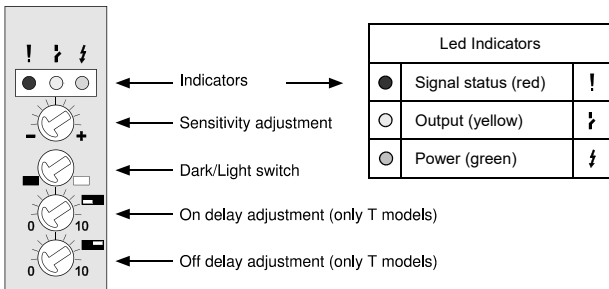 ! 
Indicators
- +
Sensitivity adjustment
Dark/Light switch
0 10
On delay adjustment (only T models)
0 10
Off delay adjustment (only T models)
Led Indicators
Signal status (red) !
Output (yellow)
Power (green)